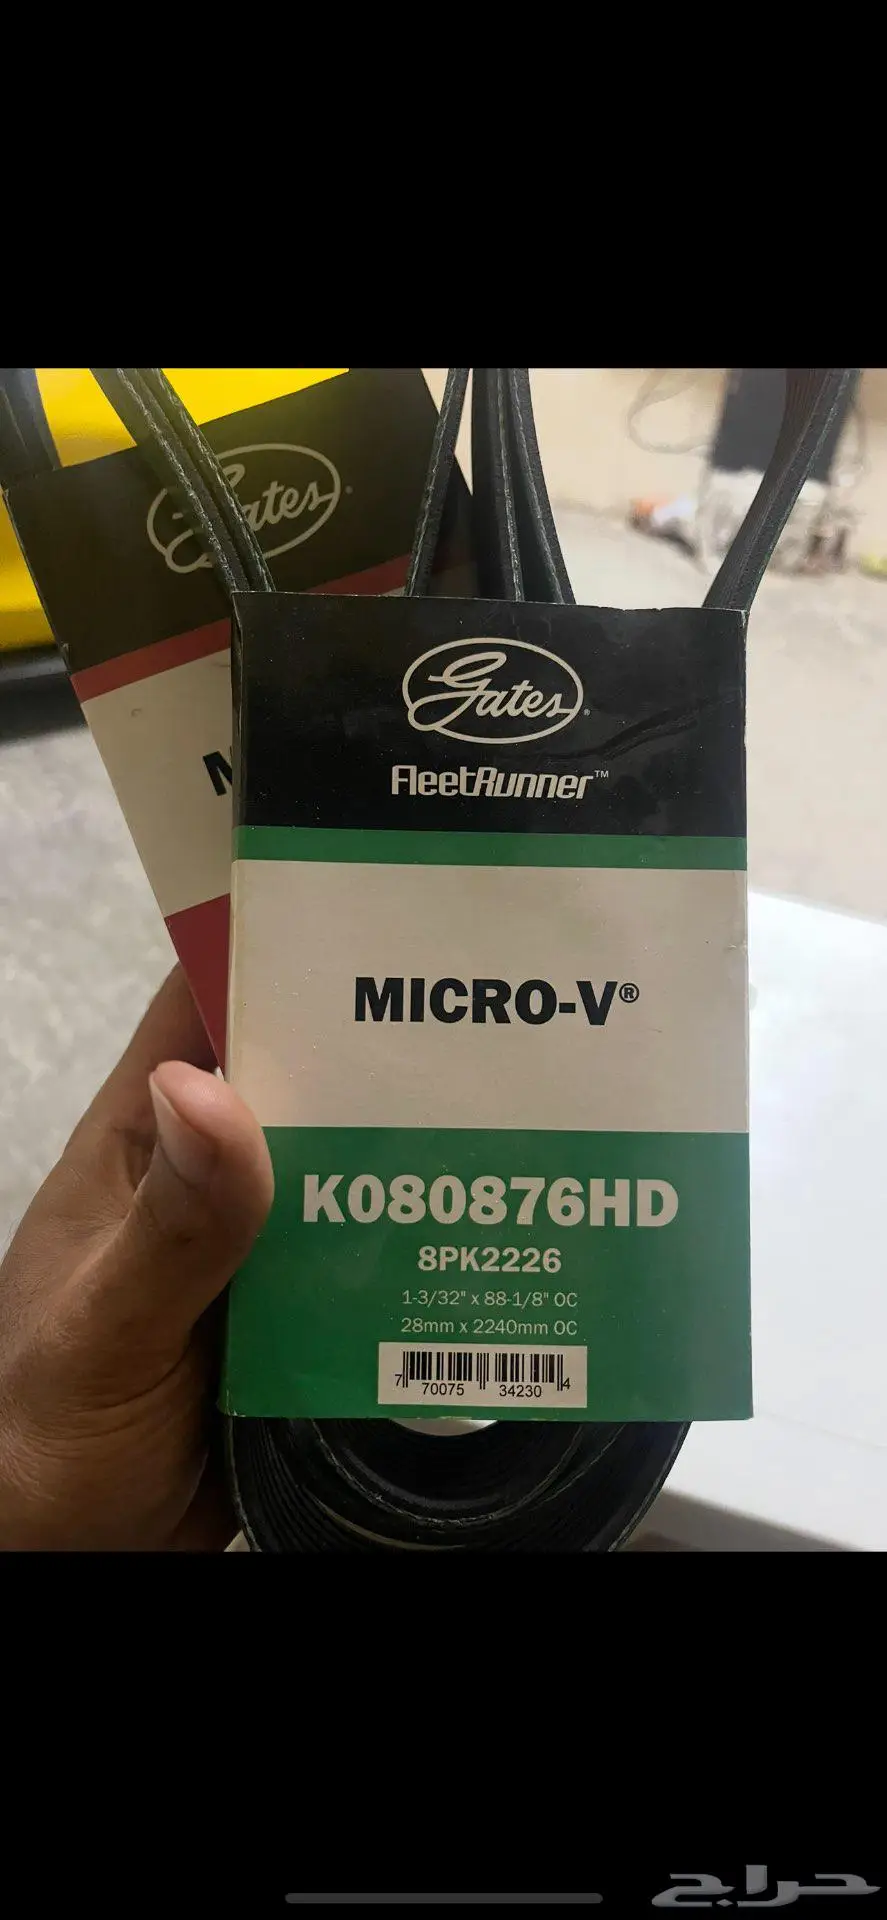 Gates®
Gates®
FleetRunner™
MICRO-V®
K080876HD
8PK2226
1-3/32" x 88-1/8" OC
28mm x 2240mm OC
7 70075 34230 4
حراج